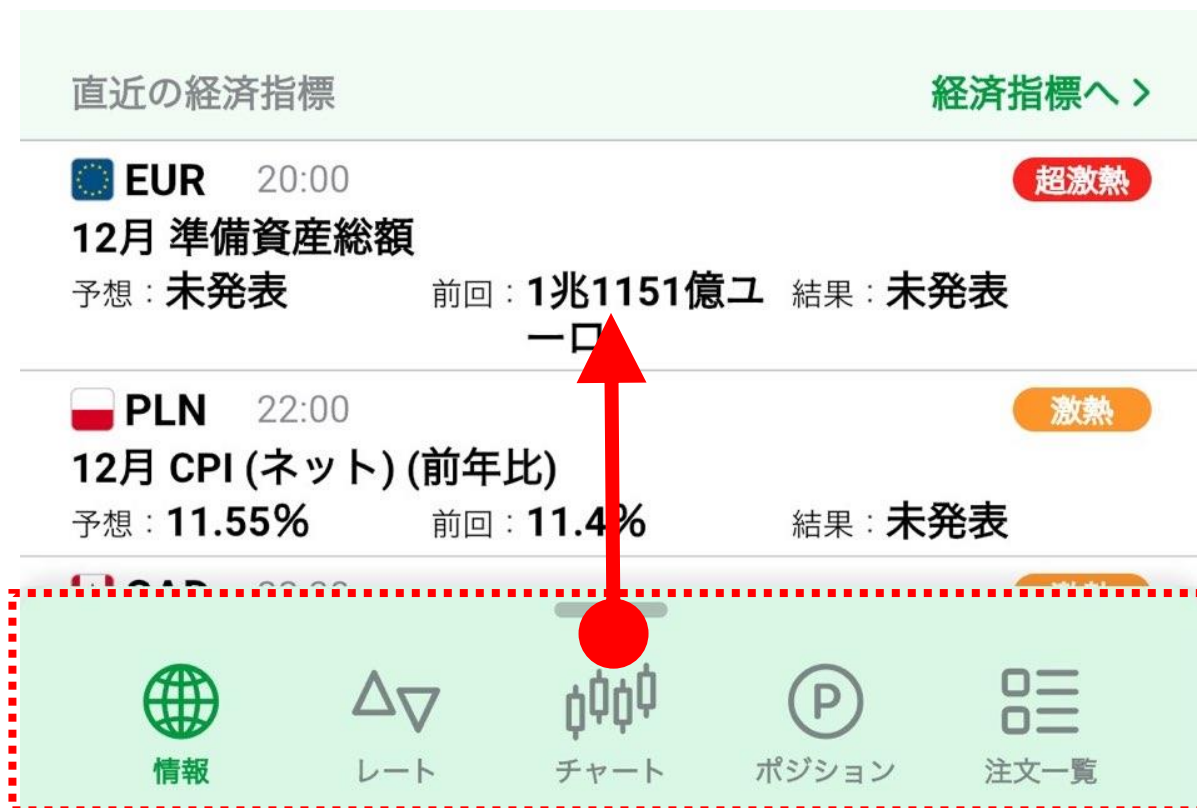 直近の経済指標 経済指標へ >
EUR 20:00 超激熱
12月 準備資産総額
予想:未発表 前回:1兆1151億ユ 結果:未発表
ーロ
PLN 22:00 激熱
12月 CPI (ネット) (前年比)
予想:11.55% 前回:11.4% 結果:未発表
P
情報 レート チャート ポジション 注文一覧